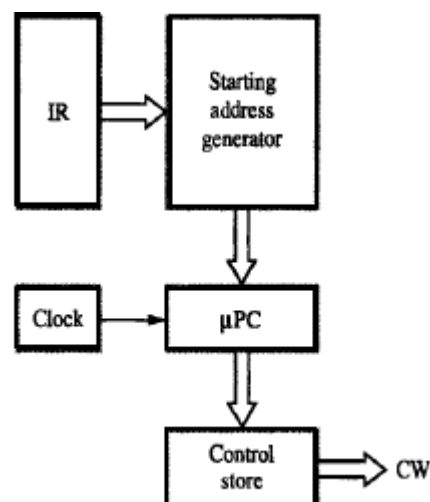 IR
Starting
address
generator
Clock
μPC
Control
store
CW